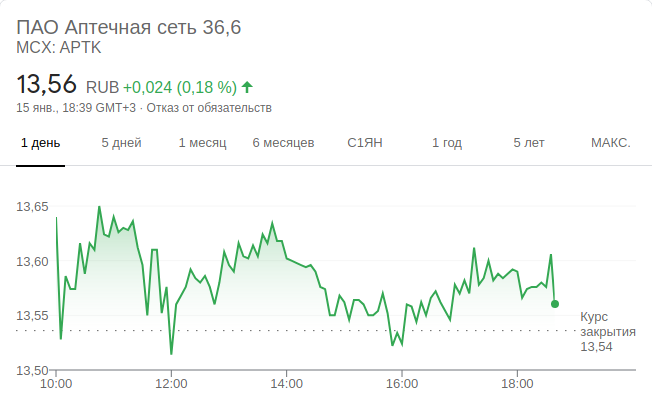 ПАО Аптечная сеть 36,6
MCX: APTK
13,56 RUB +0,024 (0,18 %)
15 янв., 18:39 GMT+3 · Отказ от обязательств
1 день 5 дней 1 месяц 6 месяцев С1ЯН 1 год 5 лет МАКС.
13,65
13,60
13,55
13,50
Курс
закрытия
13,54
10:00 12:00 14:00 16:00 18:00